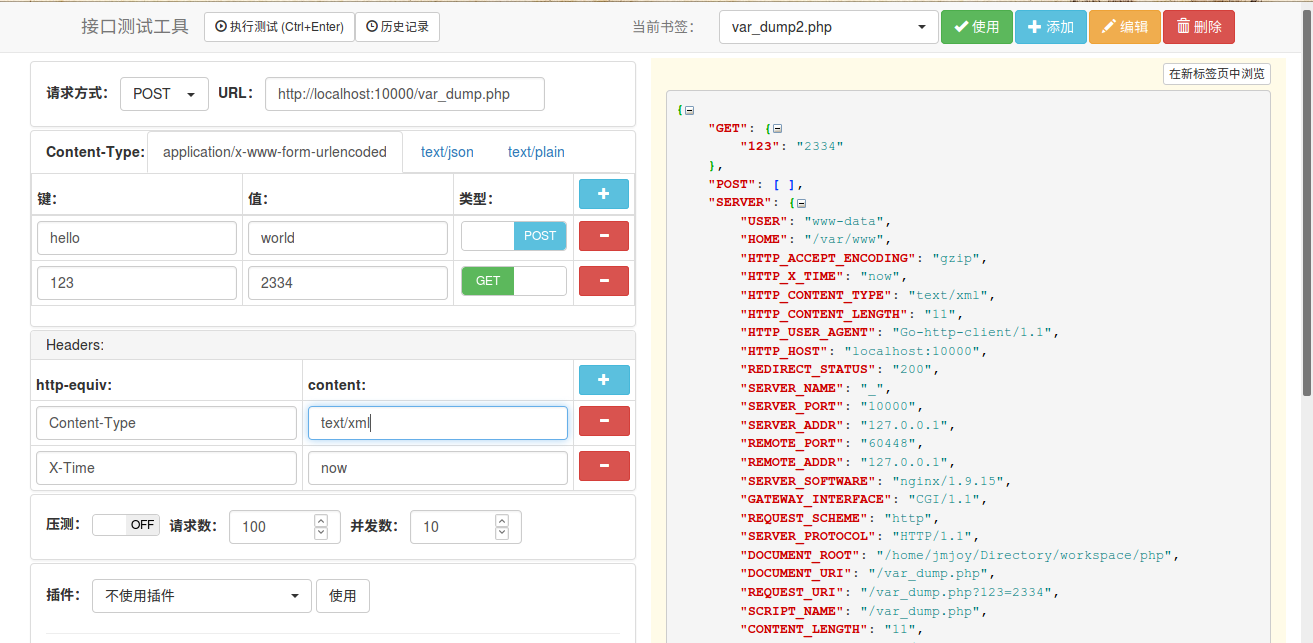 接口测试工具 执行测试 (Ctrl+Enter) 历史记录 当前书签： var_dump2.php 使用 添加 编辑 删除
请求方式： POST URL： http://localhost:10000/var_dump.php
Content-Type: application/x-www-form-urlencoded text/json text/plain
键： 值： 类型：
hello world POST
123 2334 GET
Headers:
http-equiv: content:
Content-Type text/xml
X-Time now
压测： OFF 请求数： 100 并发数： 10
插件： 不使用插件 使用
在新标签页中浏览
{
"GET": {
"123": "2334"
},
"POST": [ ],
"SERVER": {
"USER": "www-data",
"HOME": "/var/www",
"HTTP_ACCEPT_ENCODING": "gzip",
"HTTP_X_TIME": "now",
"HTTP_CONTENT_TYPE": "text/xml",
"HTTP_CONTENT_LENGTH": "11",
"HTTP_USER_AGENT": "Go-http-client/1.1",
"HTTP_HOST": "localhost:10000",
"REDIRECT_STATUS": "200",
"SERVER_NAME": "_",
"SERVER_PORT": "10000",
"SERVER_ADDR": "127.0.0.1",
"REMOTE_PORT": "60448",
"REMOTE_ADDR": "127.0.0.1",
"SERVER_SOFTWARE": "nginx/1.9.15",
"GATEWAY_INTERFACE": "CGI/1.1",
"REQUEST_SCHEME": "http",
"SERVER_PROTOCOL": "HTTP/1.1",
"DOCUMENT_ROOT": "/home/jmjoy/Directory/workspace/php",
"DOCUMENT_URI": "/var_dump.php",
"REQUEST_URI": "/var_dump.php?123=2334",
"SCRIPT_NAME": "/var_dump.php",
"CONTENT_LENGTH": "11",